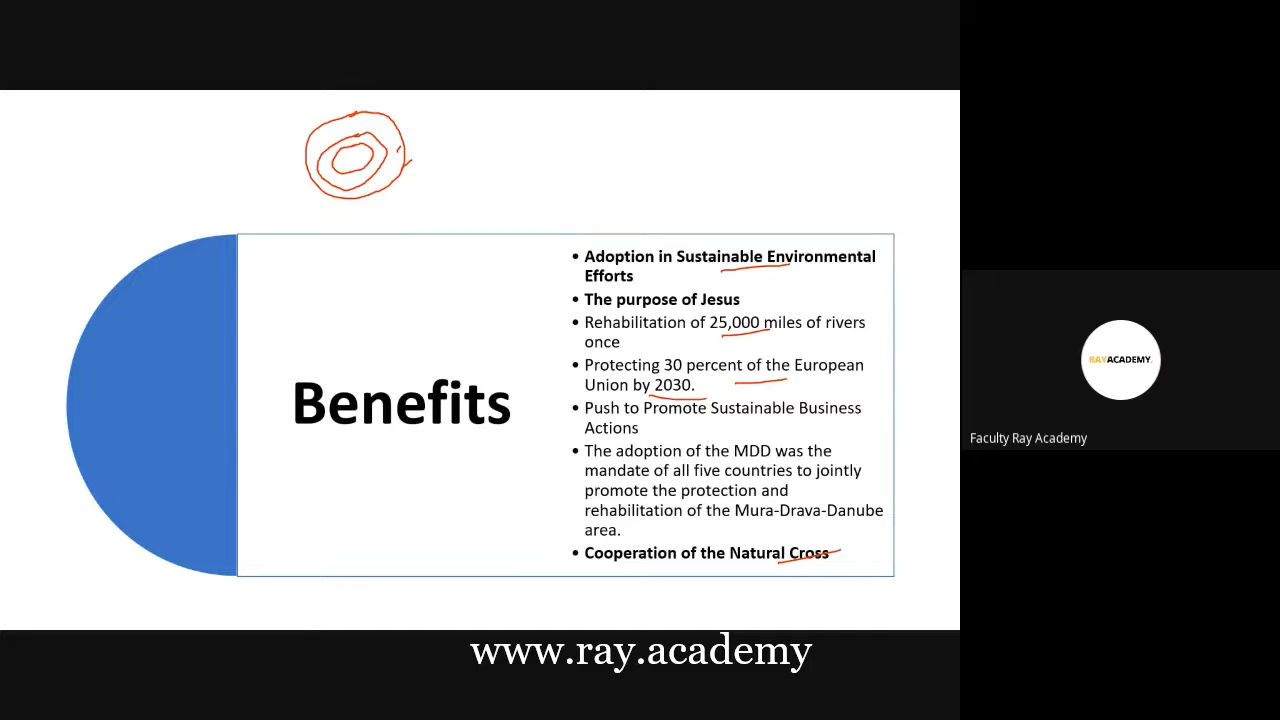 Benefits
• Adoption in Sustainable Environmental
Efforts
• The purpose of Jesus
• Rehabilitation of 25,000 miles of rivers
once
• Protecting 30 percent of the European
Union by 2030.
• Push to Promote Sustainable Business
Actions
• The adoption of the MDD was the
mandate of all five countries to jointly
promote the protection and
rehabilitation of the Mura-Drava-Danube
area.
• Cooperation of the Natural Cross
RAYACADEMY.
Faculty Ray Academy
www.ray.academy